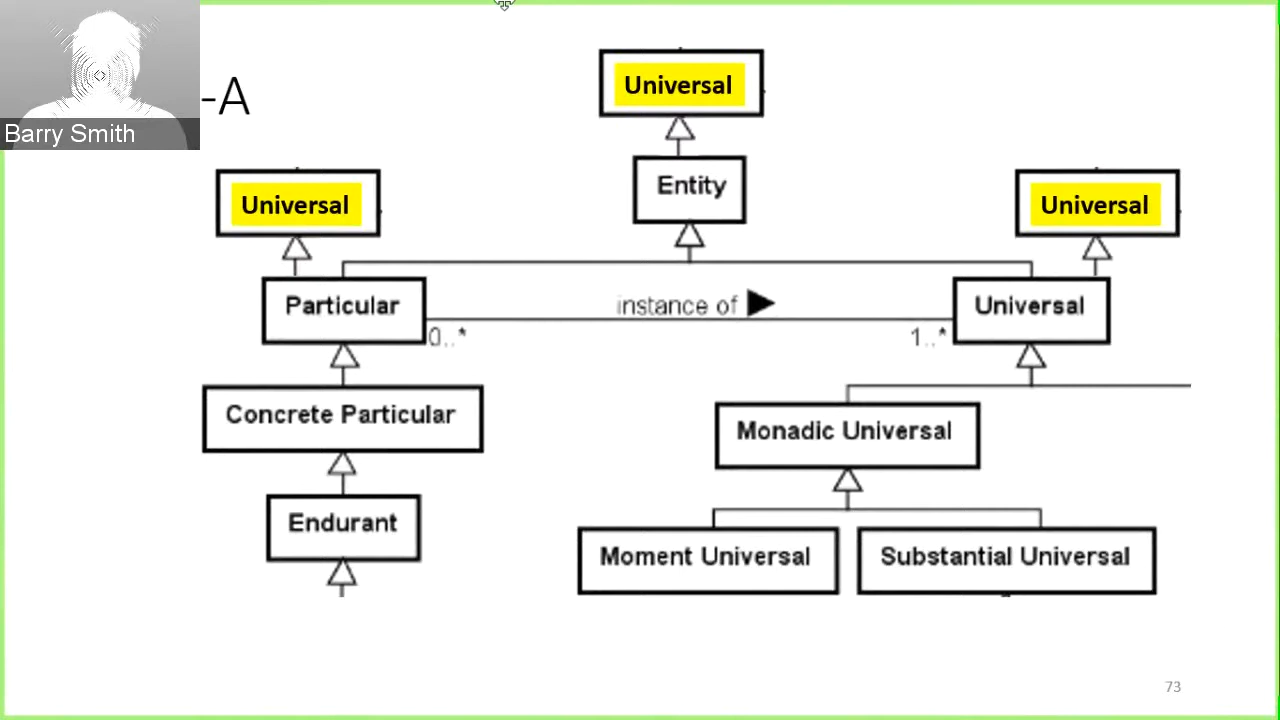 Universal
-A
Barry Smith
Entity
Universal
Universal
Particular
instance of
Universal
0..*
1..*
Concrete Particular
Monadic Universal
Endurant
Moment Universal
Substantial Universal
73